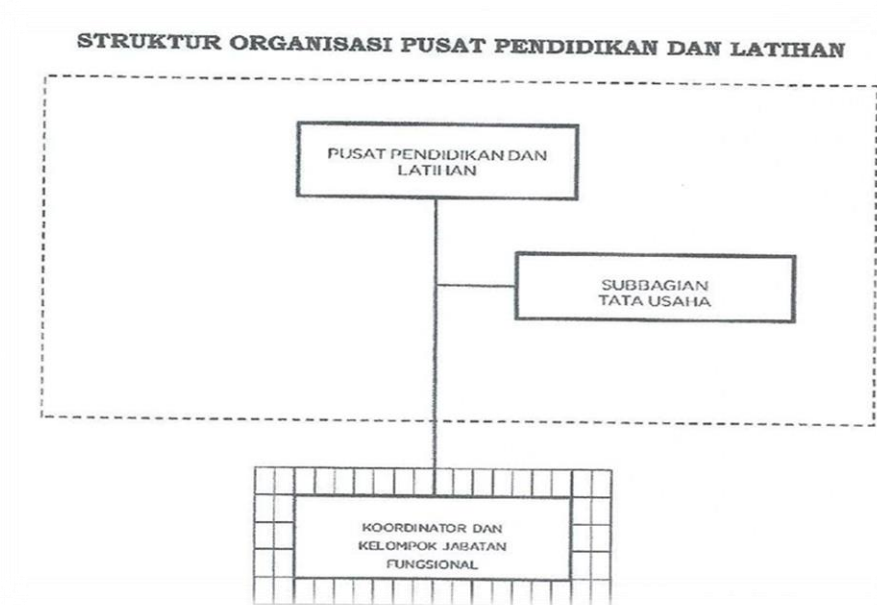 STRUKTUR ORGANISASI PUSAT PENDIDIKAN DAN LATIHAN
PUSAT PENDIDIKAN DAN
LATIHAN
SUBBAGIAN
TATA USAHA
KOORDINATOR DAN
KELOMPOK JABATAN
FUNGSIONAL